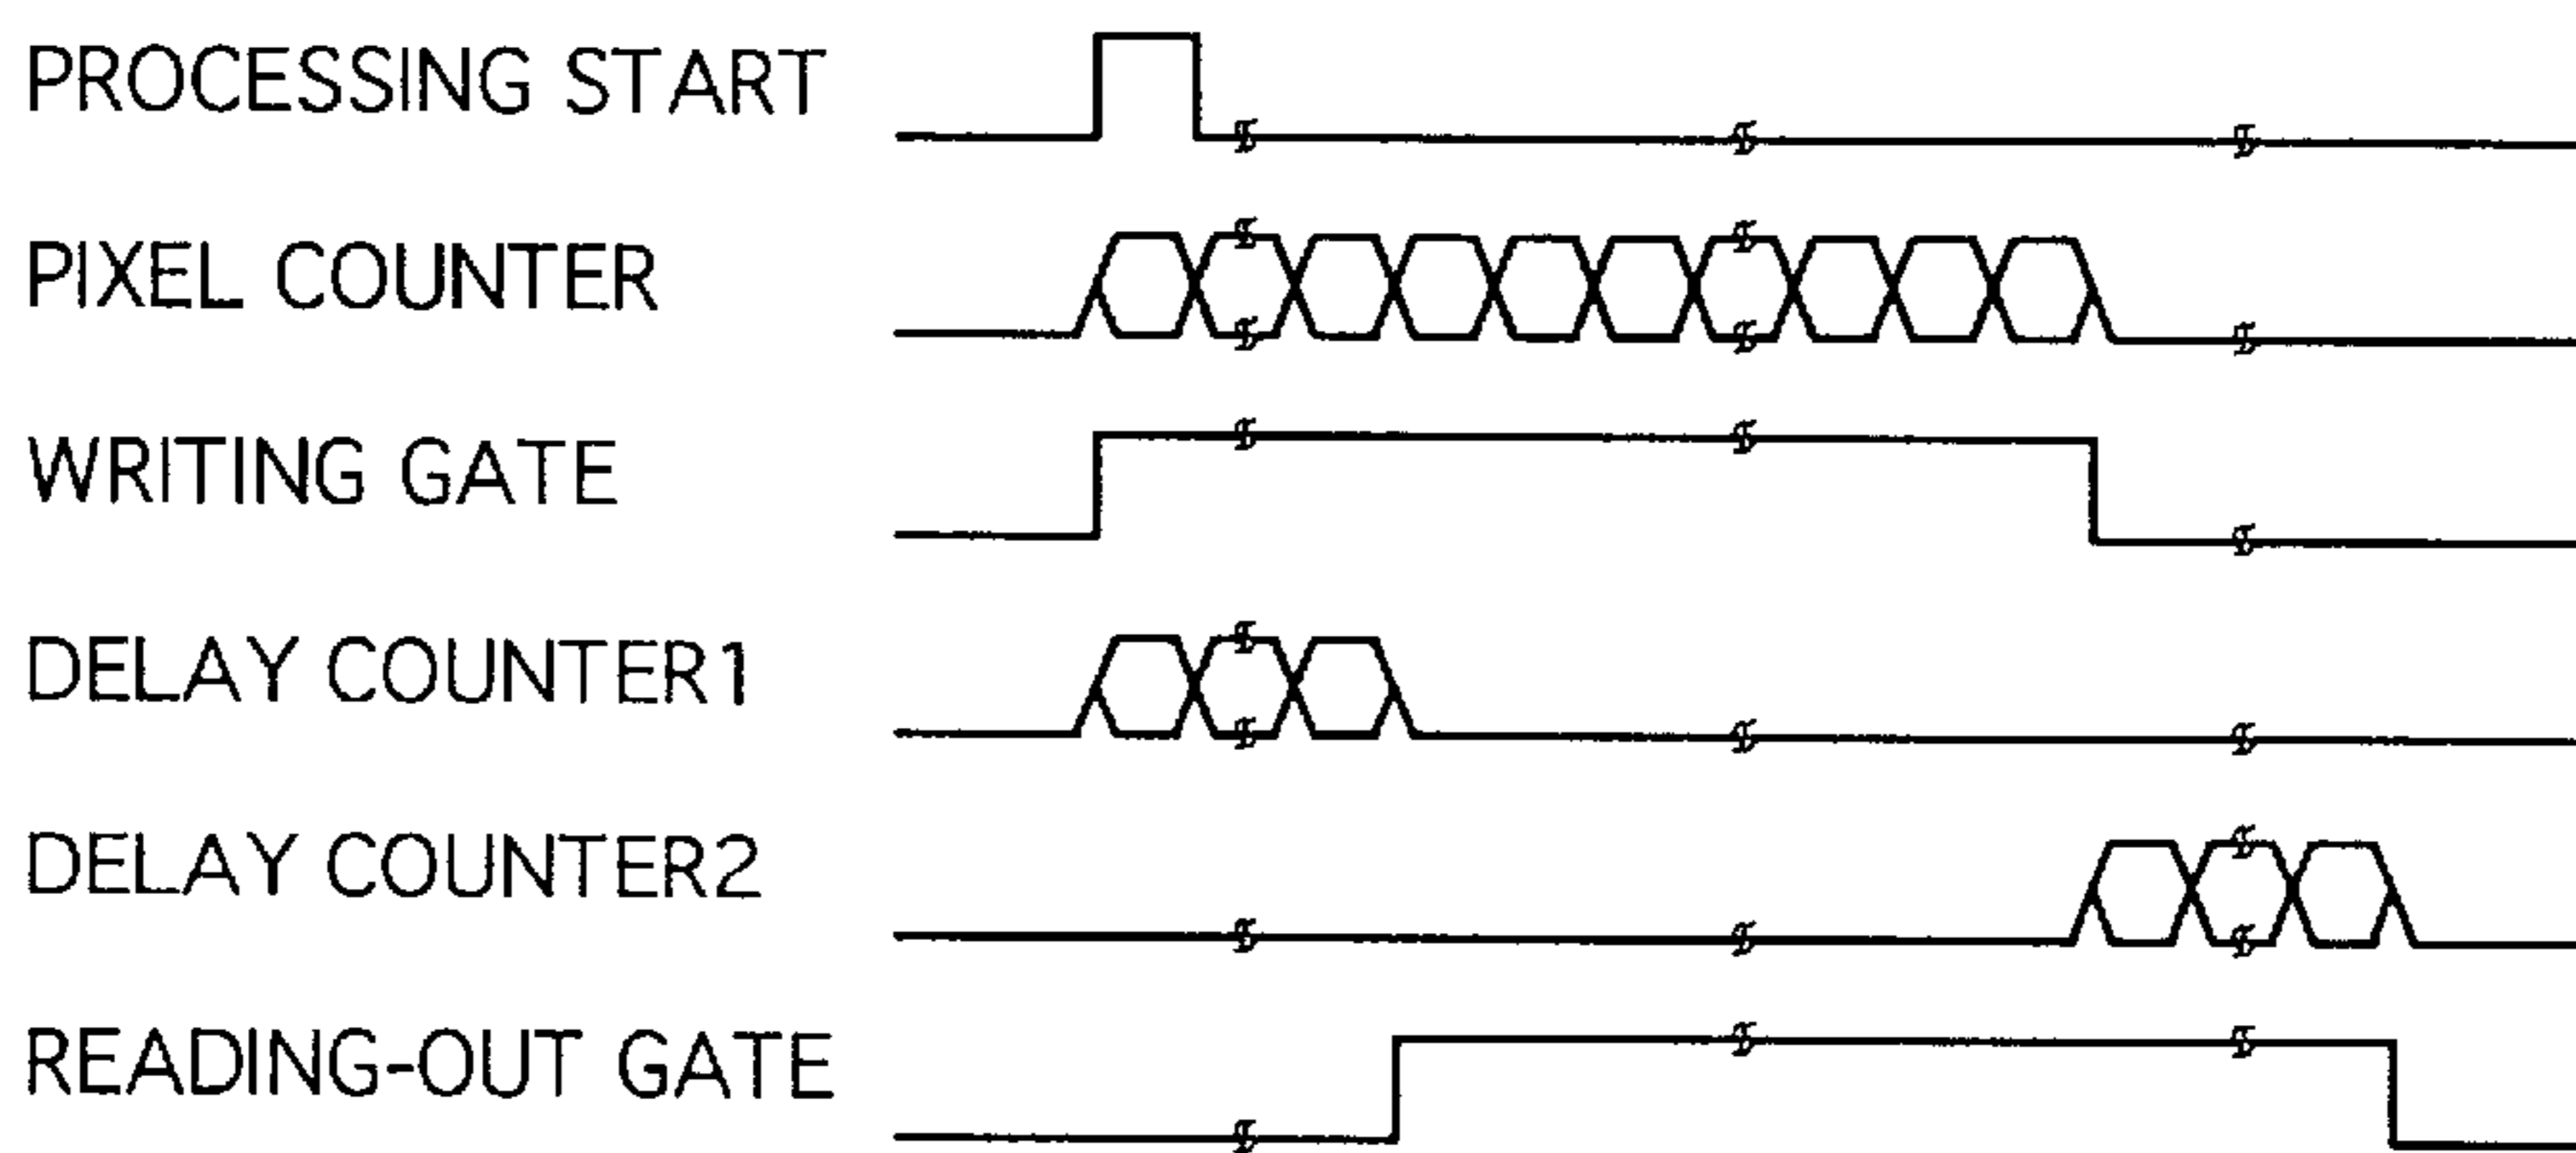 PROCESSING START
PIXEL COUNTER
WRITING GATE
DELAY COUNTER1
DELAY COUNTER2
READING-OUT GATE